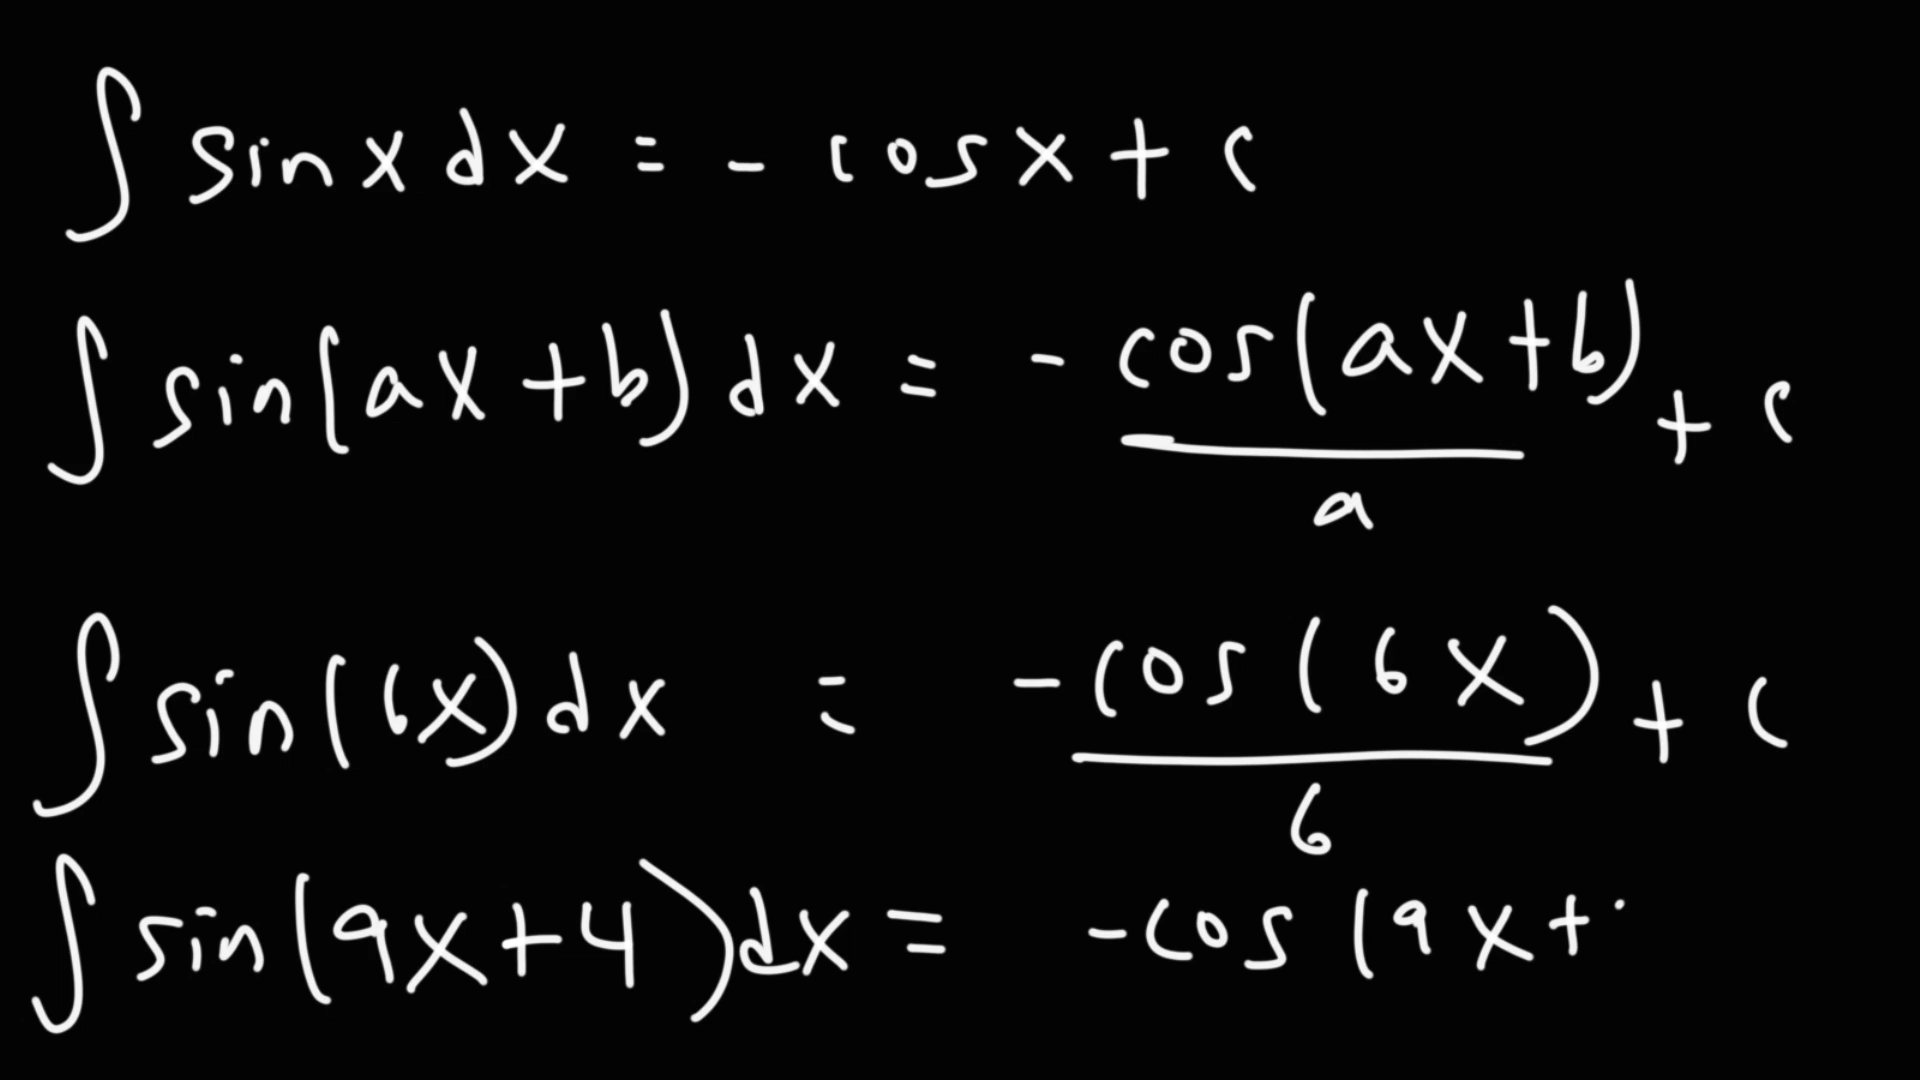 ∫ sin x dx = - cos x + c
∫ sin(ax+b) dx = - cos(ax+b)/a + c
∫ sin(6x) dx = -cos(6x)/6 + c
∫ sin(9x+4) dx = -cos(9x+